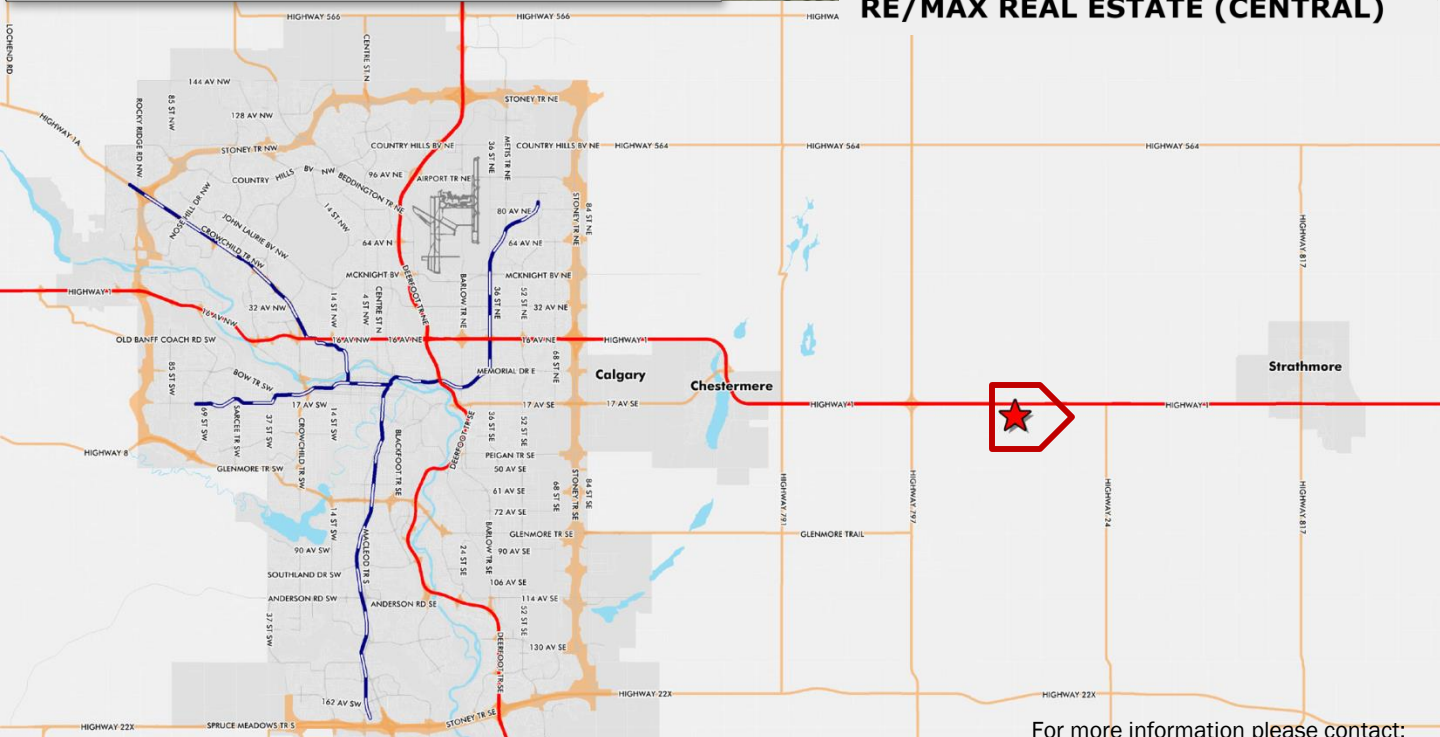 RE/MAX REAL ESTATE (CENTRAL)
HIGHWAY 566
HIGHWAY 566
HIGHWA
LOCHEND RD
CENTRE ST N
144 AV NW
ROCKY RIDGE RD NW
85 ST NW
STONEY TR NE
128 AV NW
HIGHWAY 1A
STONEY TR NW
COUNTRY HILLS BV NE
36 ST NE
METIS TR NE
COUNTRY HILLS BV NE
HIGHWAY 564
HIGHWAY 564
HIGHWAY 564
COUNTRY HILLS BV NW
BEDDINGTON TR NE
96 AV NE
AIRPORT TR NE
NOSE HILL DR NW
JOHN LAURIE BV NW
CROWCHILD TR NW
14 ST NW
80 AV NE
STONEY TR NE
84 ST NE
HIGHWAY 817
64 AV N
64 AV NE
MCKNIGHT BV
DEERFOOT TR NE
BARLOW TR NE
MCKNIGHT BV NE
HIGHWAY 1
16 AV NW
32 AV NW
14 ST NW
4 ST NW
CENTRE ST N
36 ST NE
52 ST NE
32 AV NE
OLD BANFF COACH RD SW
16 AV NW
16 AV NE
16 AV NE
HIGHWAY 1
68 ST NE
85 ST SW
BOW TR SW
MEMORIAL DR E
Calgary
Chestermere
Strathmore
69 ST SW
SARCEE TR SW
37 ST SW
17 AV SW
CROWCHILD TR SW
14 ST SW
17 AV SE
17 AV SE
HIGHWAY 1
HIGHWAY 1
BLACKFOOT TR SE
DEERFOOT TR SE
36 ST SE
52 ST SE
HIGHWAY 8
GLENMORE TR SW
PEIGAN TR SE
50 AV SE
61 AV SE
72 AV SE
68 ST SE
STONEY TR SE
84 ST SE
HIGHWAY 791
HIGHWAY 797
HIGHWAY 24
HIGHWAY 817
14 ST SW
MACLEOD TR S
BARLOW TR SE
GLENMORE TR SE
GLENMORE TRAIL
90 AV SW
24 ST SE
90 AV SE
SOUTHLAND DR SW
106 AV SE
ANDERSON RD SW
ANDERSON RD SE
114 AV SE
37 ST SW
52 ST SE
DEERFOOT TR SE
130 AV SE
162 AV SW
HIGHWAY 22X
HIGHWAY 22X
HIGHWAY 22X
SPRUCE MEADOWS TR S
STONEY TR SE
For more information please contact: